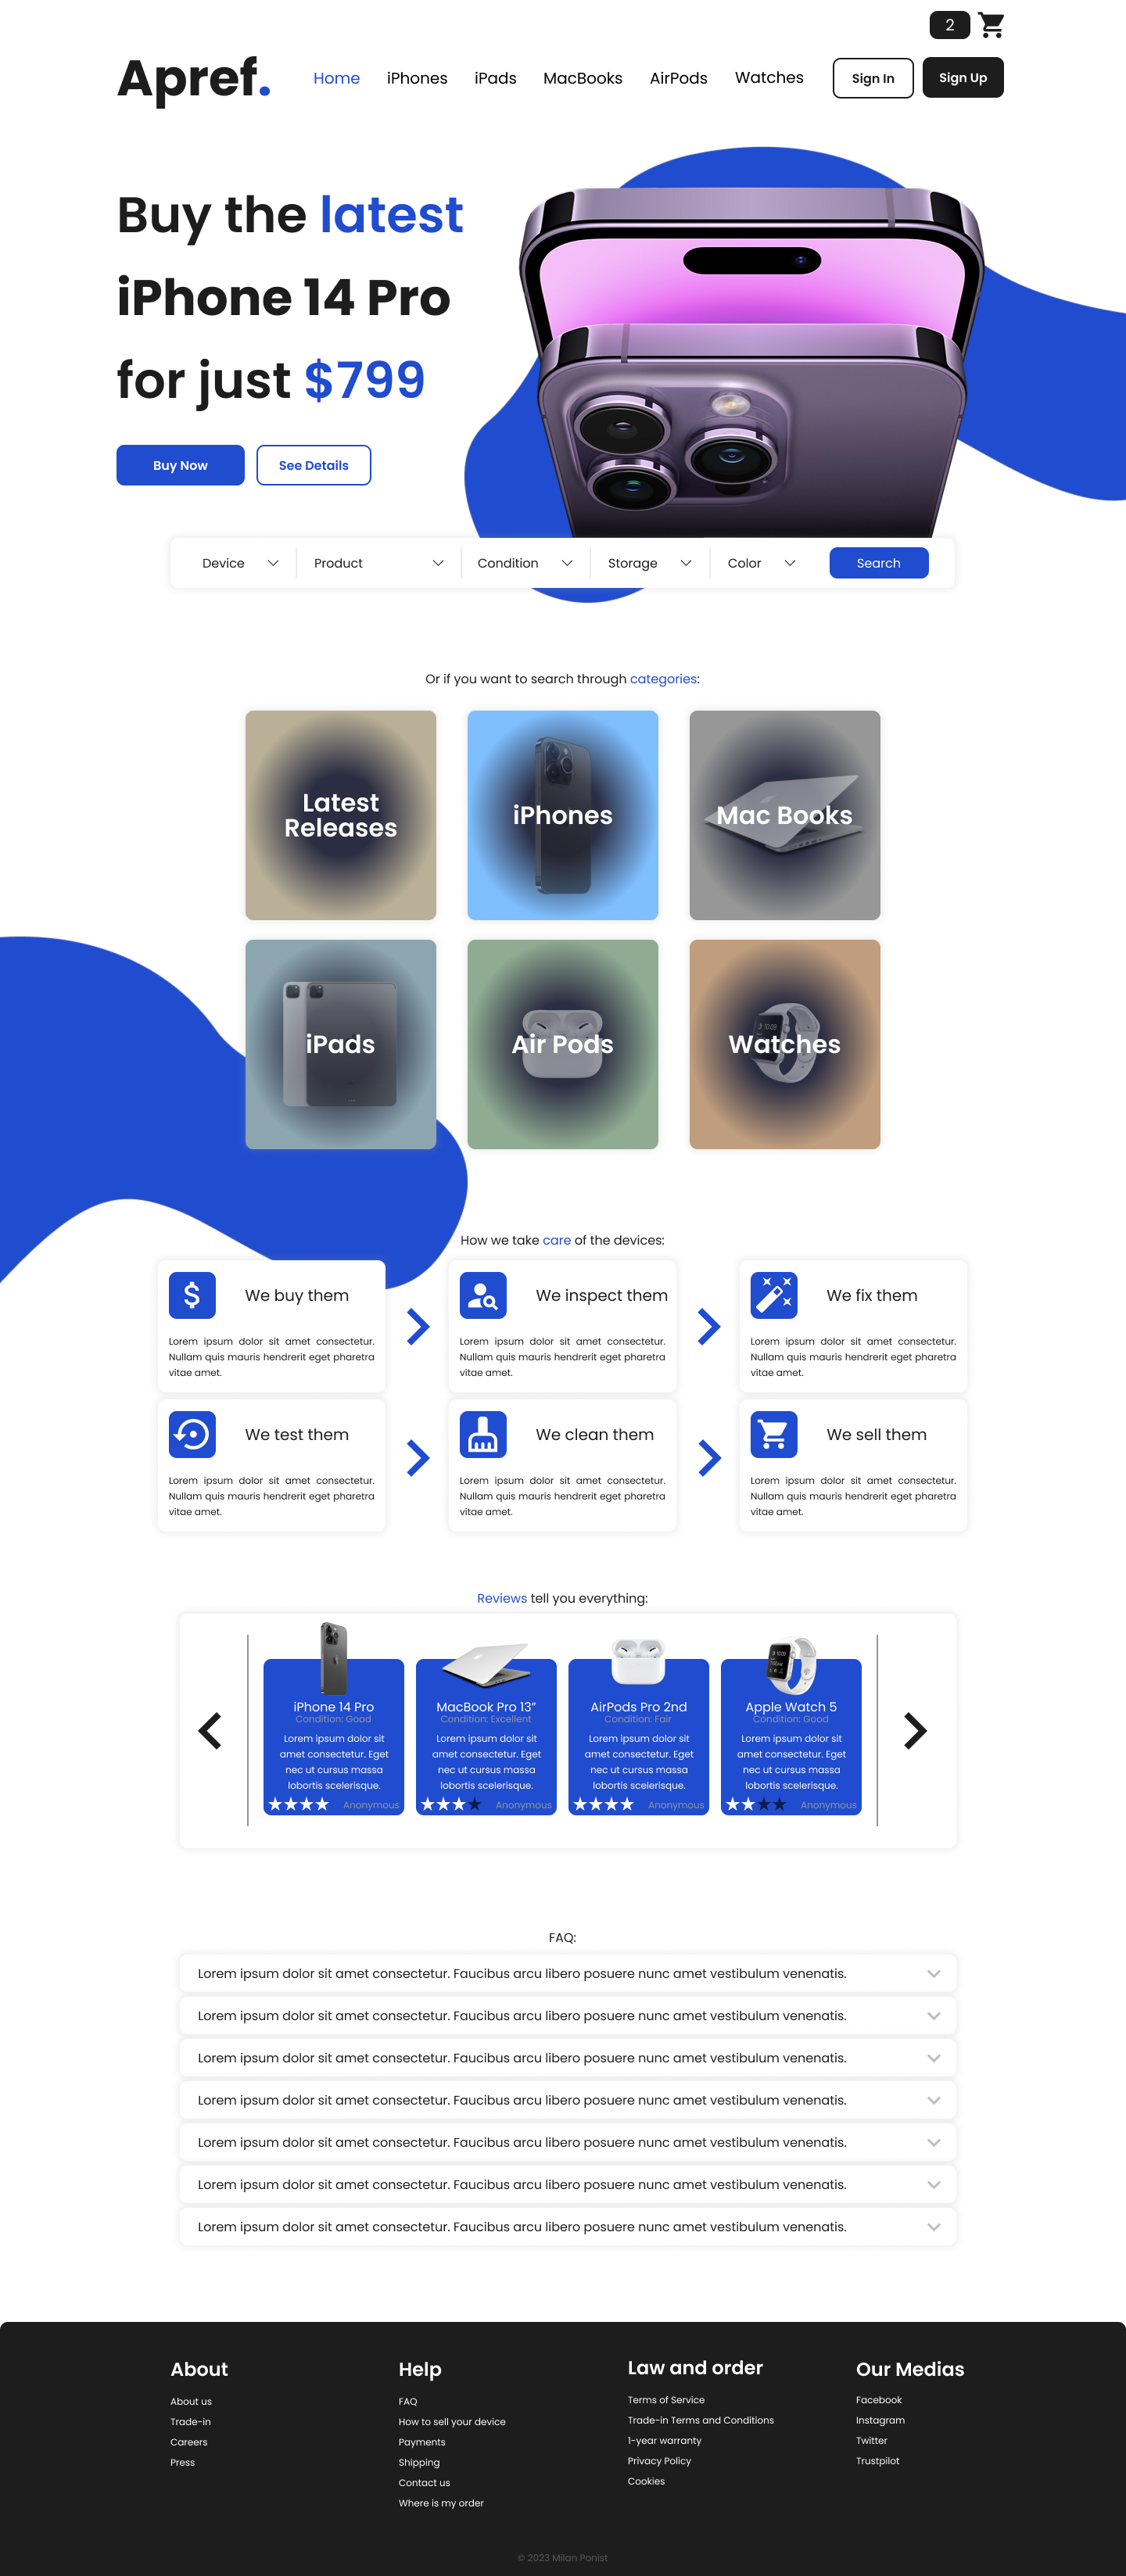 2
Apref.
Home
iPhones
iPads
MacBooks
AirPods
Watches
Sign In
Sign Up
Buy the latest
iPhone 14 Pro
for just $799
Buy Now
See Details
Device
Product
Condition
Storage
Color
Search
Or if you want to search through categories:
Latest
Releases
iPhones
Mac Books
iPads
Air Pods
Watches
How we take care of the devices:
We buy them
Lorem ipsum dolor sit amet consectetur.
Nullam quis mauris hendrerit eget pharetra
vitae amet.
We inspect them
Lorem ipsum dolor sit amet consectetur.
Nullam quis mauris hendrerit eget pharetra
vitae amet.
We fix them
Lorem ipsum dolor sit amet consectetur.
Nullam quis mauris hendrerit eget pharetra
vitae amet.
We test them
Lorem ipsum dolor sit amet consectetur.
Nullam quis mauris hendrerit eget pharetra
vitae amet.
We clean them
Lorem ipsum dolor sit amet consectetur.
Nullam quis mauris hendrerit eget pharetra
vitae amet.
We sell them
Lorem ipsum dolor sit amet consectetur.
Nullam quis mauris hendrerit eget pharetra
vitae amet.
Reviews tell you everything:
iPhone 14 Pro
Condition: Good
Lorem ipsum dolor sit
amet consectetur. Eget
nec ut cursus massa
lobortis scelerisque.
Anonymous
MacBook Pro 13”
Condition: Excellent
Lorem ipsum dolor sit
amet consectetur. Eget
nec ut cursus massa
lobortis scelerisque.
Anonymous
AirPods Pro 2nd
Condition: Fair
Lorem ipsum dolor sit
amet consectetur. Eget
nec ut cursus massa
lobortis scelerisque.
Anonymous
Apple Watch 5
Condition: Good
Lorem ipsum dolor sit
amet consectetur. Eget
nec ut cursus massa
lobortis scelerisque.
Anonymous
FAQ:
Lorem ipsum dolor sit amet consectetur. Faucibus arcu libero posuere nunc amet vestibulum venenatis.
Lorem ipsum dolor sit amet consectetur. Faucibus arcu libero posuere nunc amet vestibulum venenatis.
Lorem ipsum dolor sit amet consectetur. Faucibus arcu libero posuere nunc amet vestibulum venenatis.
Lorem ipsum dolor sit amet consectetur. Faucibus arcu libero posuere nunc amet vestibulum venenatis.
Lorem ipsum dolor sit amet consectetur. Faucibus arcu libero posuere nunc amet vestibulum venenatis.
Lorem ipsum dolor sit amet consectetur. Faucibus arcu libero posuere nunc amet vestibulum venenatis.
Lorem ipsum dolor sit amet consectetur. Faucibus arcu libero posuere nunc amet vestibulum venenatis.
About
About us
Trade-in
Careers
Press
Help
FAQ
How to sell your device
Payments
Shipping
Contact us
Where is my order
Law and order
Terms of Service
Trade-in Terms and Conditions
1-year warranty
Privacy Policy
Cookies
Our Medias
Facebook
Instagram
Twitter
Trustpilot
© 2023 Milan Ponist